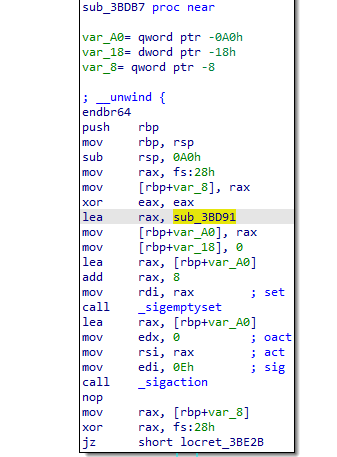 sub_3BDB7 proc near
var_A0= qword ptr -0A0h
var_18= dword ptr -18h
var_8= qword ptr -8
; __unwind {
endbr64
push    rbp
mov     rbp, rsp
sub     rsp, 0A0h
mov     rax, fs:28h
mov     [rbp+var_8], rax
xor     eax, eax
lea     rax, sub_3BD91
mov     [rbp+var_A0], rax
mov     [rbp+var_18], 0
lea     rax, [rbp+var_A0]
add     rax, 8
mov     rdi, rax        ; set
call    _sigemptyset
lea     rax, [rbp+var_A0]
mov     edx, 0          ; oact
mov     rsi, rax        ; act
mov     edi, 0Eh        ; sig
call    _sigaction
nop
mov     rax, [rbp+var_8]
xor     rax, fs:28h
jz      short locret_3BE2B